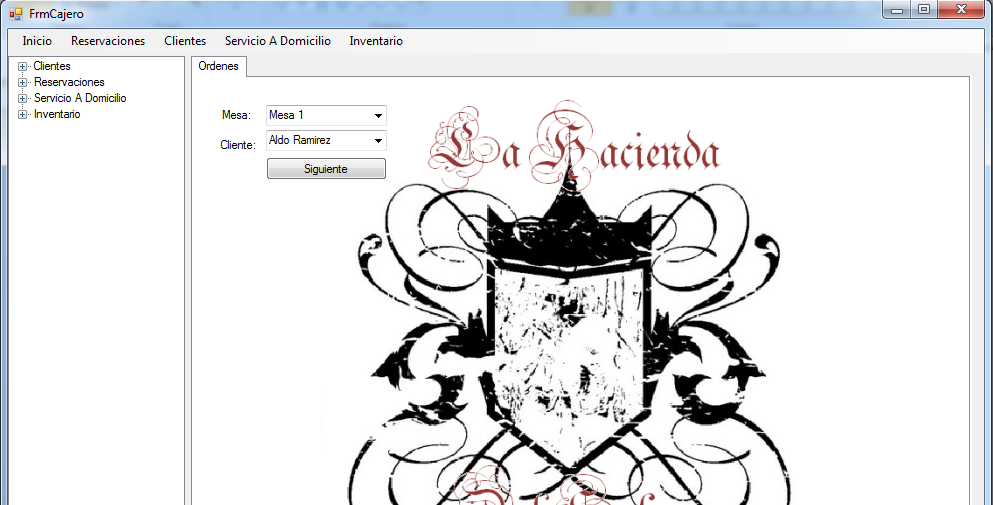 FrmCajero
Inicio Reservaciones Clientes Servicio A Domicilio Inventario
Clientes
Reservaciones
Servicio A Domicilio
Inventario
Ordenes
Mesa: Mesa 1
Cliente: Aldo Ramirez
Siguiente
La Hacienda